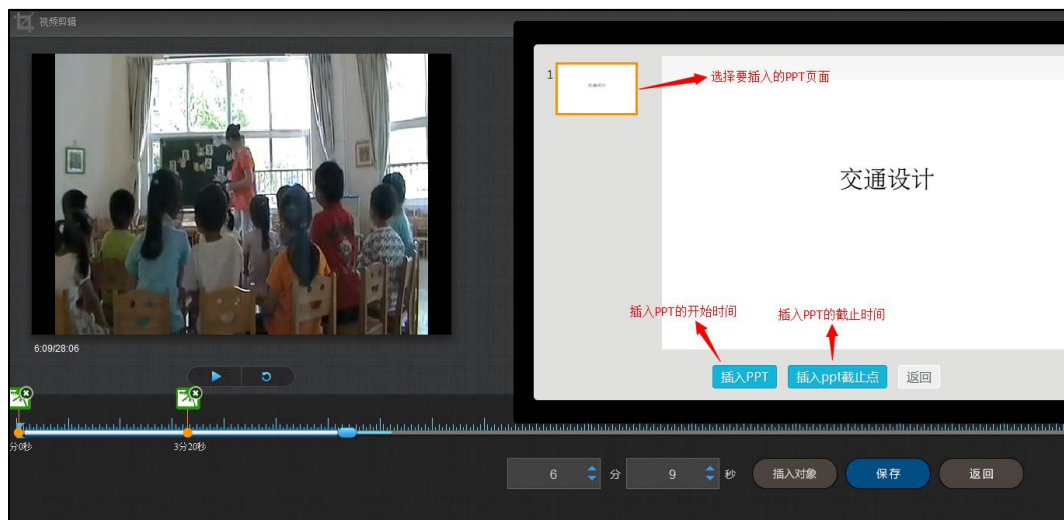 视频剪辑
1
交通设计
选择要插入的PPT页面
交通设计
插入PPT的开始时间
插入PPT的截止时间
6:09/28:06
插入PPT
插入ppt截止点
返回
分0秒
3分20秒
6
分
9
秒
插入对象
保存
返回